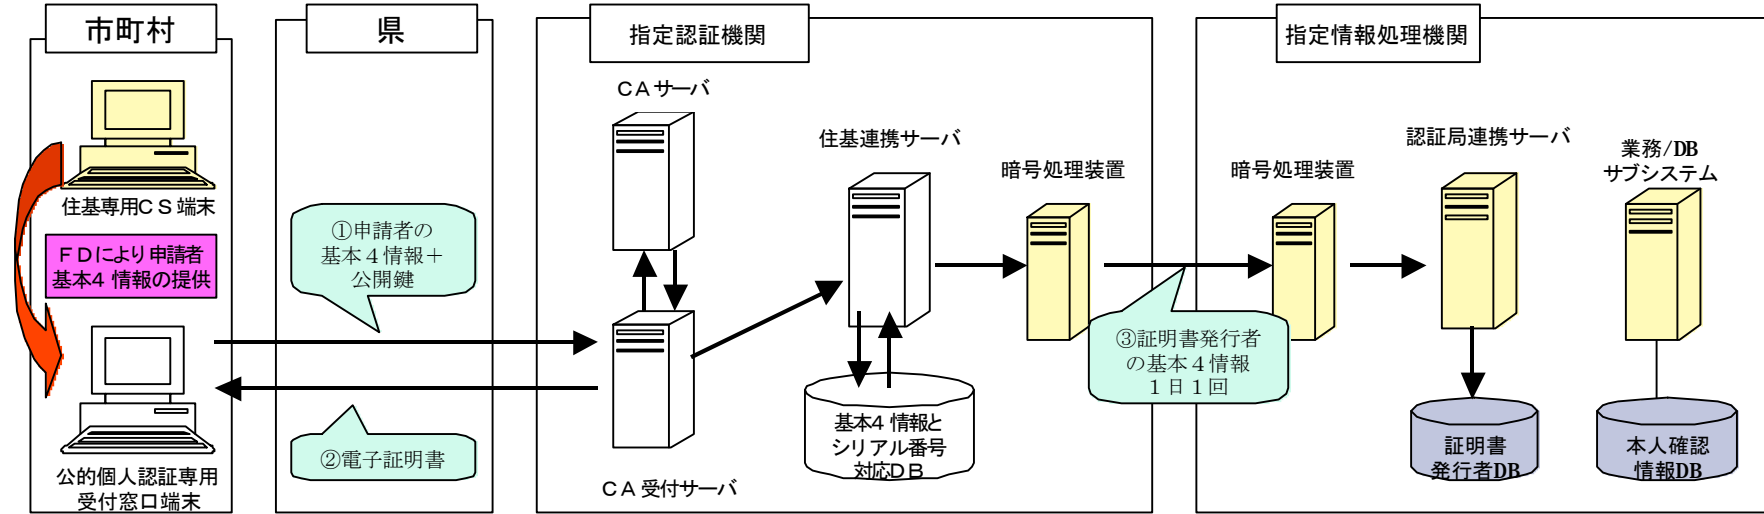 市町村
住基専用CS端末
FDにより申請者
基本4情報の提供
公的個人認証専用
受付窓口端末
県
①申請者の
基本4情報+
公開鍵
②電子証明書
指定認証機関
CAサーバ
CA受付サーバ
住基連携サーバ
基本4情報と
シリアル番号
対応DB
暗号処理装置
③証明書発行者
の基本4情報
1日1回
指定情報処理機関
暗号処理装置
認証局連携サーバ
証明書
発行者DB
業務/DB
サブシステム
本人確認
情報DB